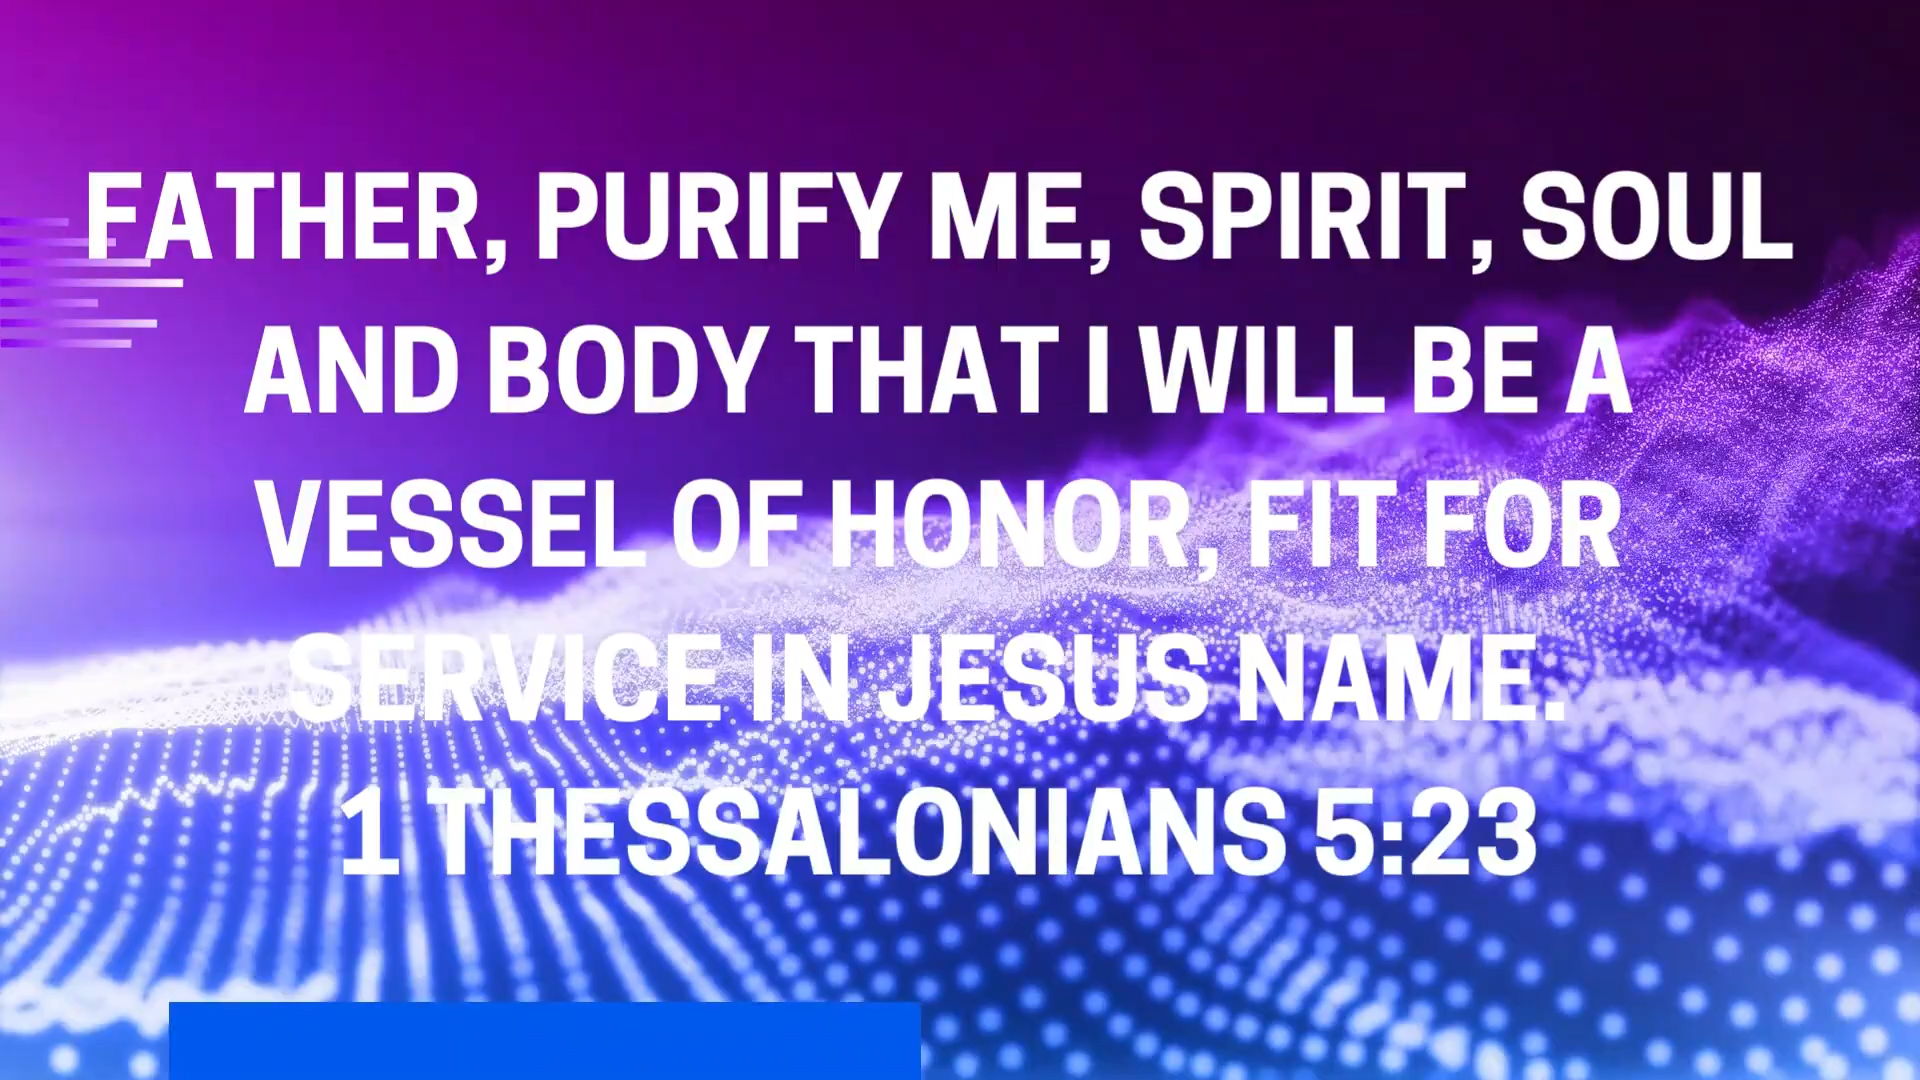 FATHER, PURIFY ME, SPIRIT, SOUL
AND BODY THAT I WILL BE A
VESSEL OF HONOR, FIT FOR
SERVICE IN JESUS NAME.
1 THESSALONIANS 5:23